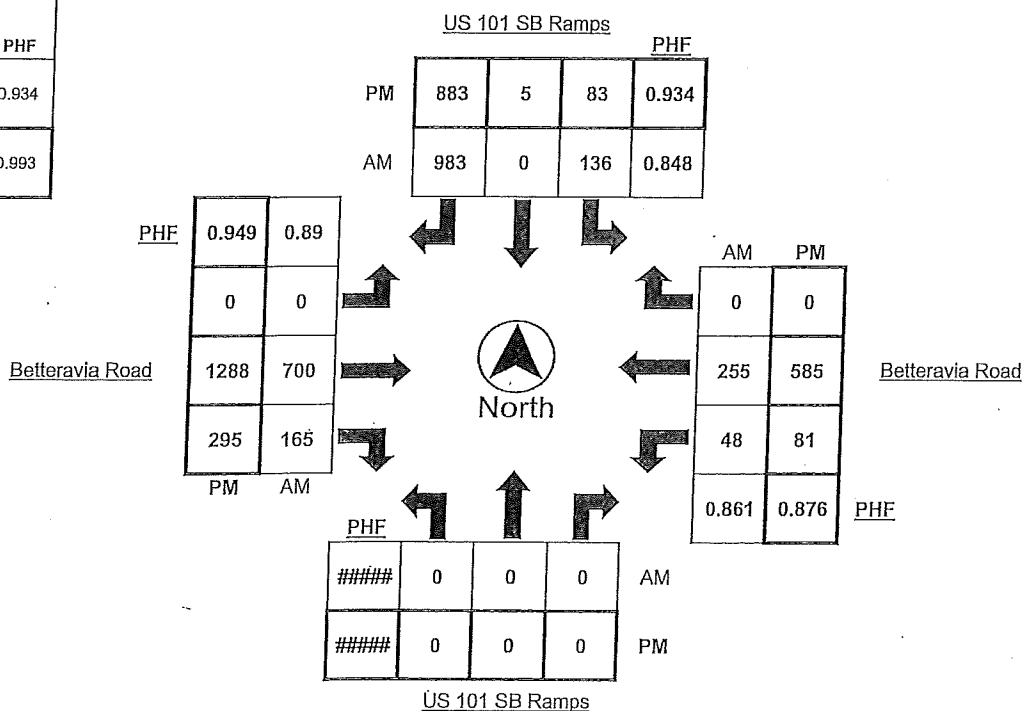 US 101 SB Ramps
PHF
PHF
0.934
0.993
PM 883 5 83 0.934
AM 983 0 136 0.848
PHF 0.949 0.89
0 0
Betteravia Road 1288 700
295 165
PM AM
North
AM PM
0 0
255 585 Betteravia Road
48 81
0.861 0.876 PHF
PHF
##### 0 0 0 AM
##### 0 0 0 PM
US 101 SB Ramps